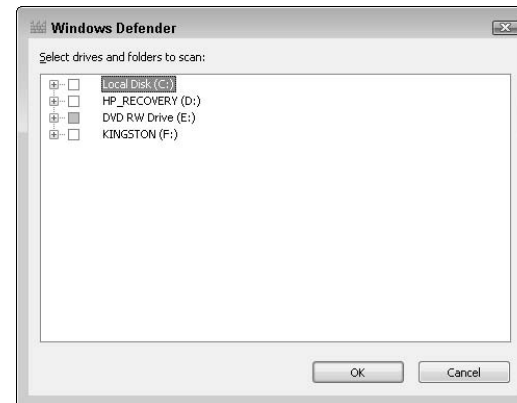 Windows Defender
Select drives and folders to scan:
Local Disk (C:)
HP_RECOVERY (D:)
DVD RW Drive (E:)
KINGSTON (F:)
OK Cancel